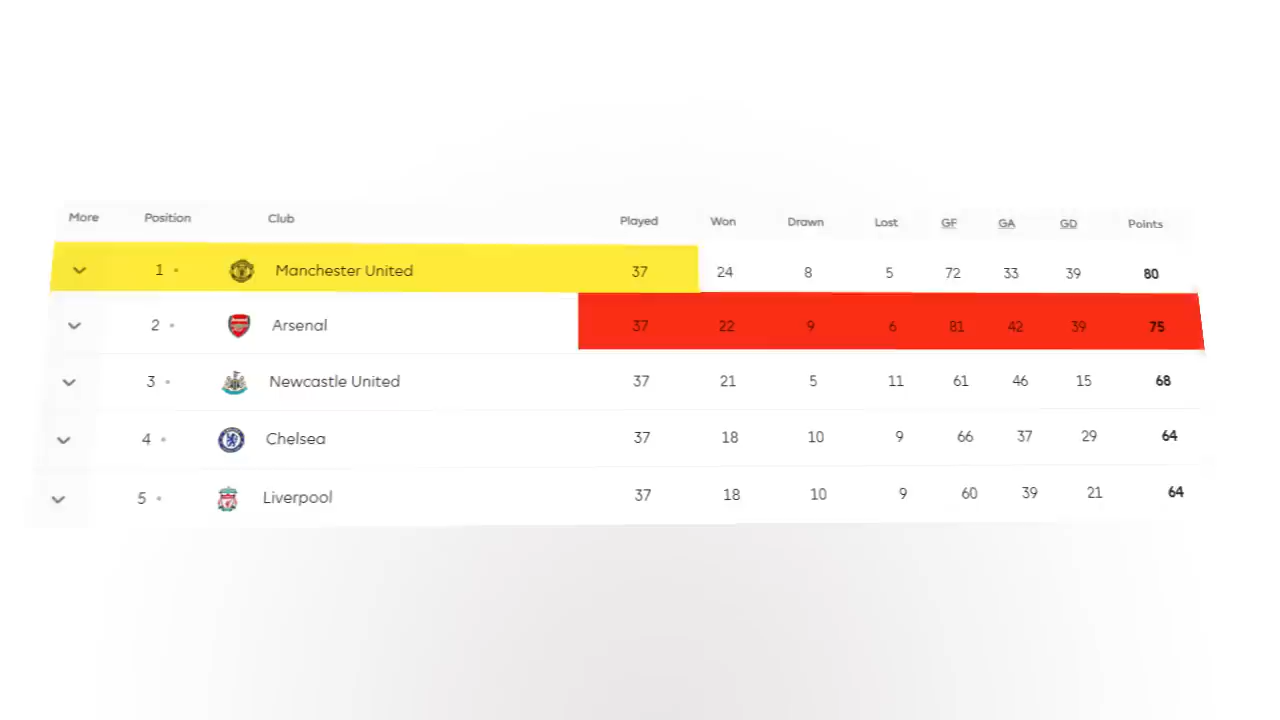 More Position Club Played Won Drawn Lost GF GA GD Points
1 Manchester United 37 24 8 5 72 33 39 80
2 Arsenal 37 22 9 6 81 42 39 75
3 Newcastle United 37 21 5 11 61 46 15 68
4 Chelsea 37 18 10 9 66 37 29 64
5 Liverpool 37 18 10 9 60 39 21 64